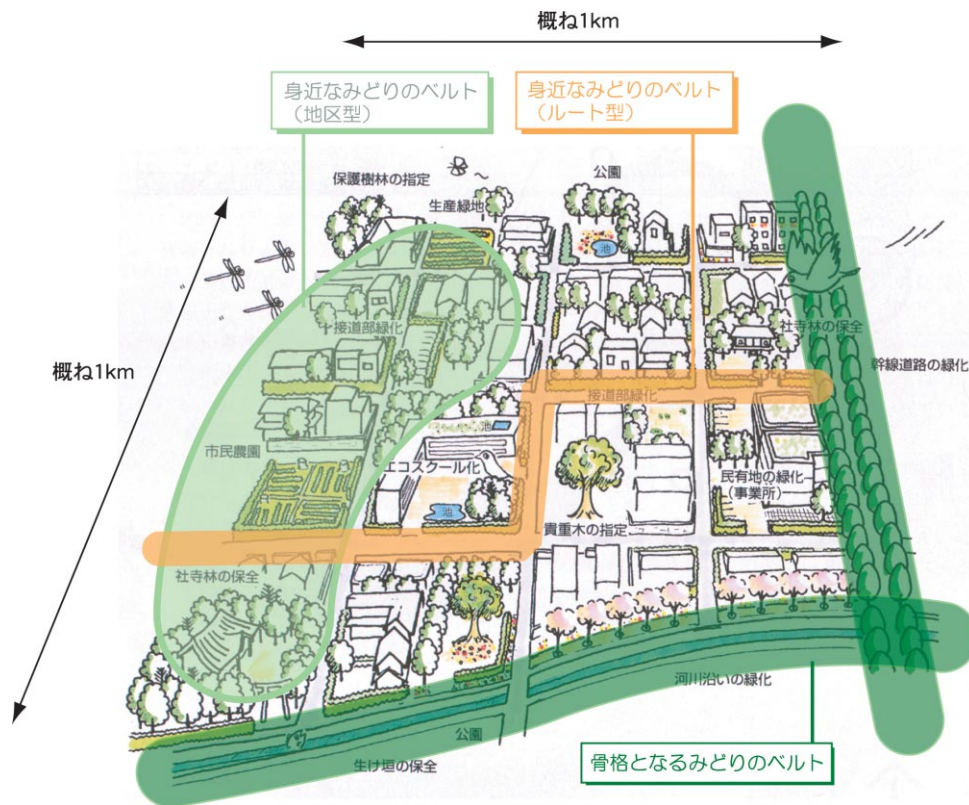 概ね1km
身近なみどりのベルト
（地区型）
身近なみどりのベルト
（ルート型）
保護樹林の指定
公園
生産緑地
池
接道部緑化
社寺林の保全
幹線道路の緑化
概ね1km
接道部緑化
池
市民農園
エコスクール化
民有地の緑化
（事業所）
池
貴重木の指定
社寺林の保全
河川沿いの緑化
公園
生け垣の保全
骨格となるみどりのベルト